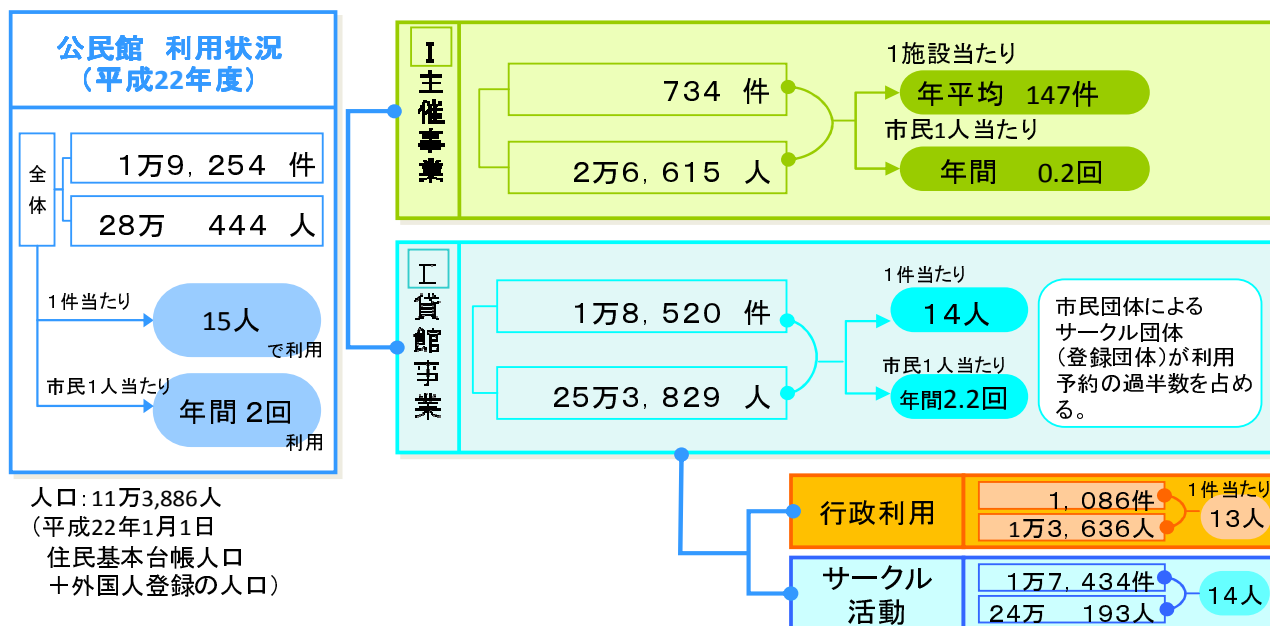 公民館 利用状況
(平成22年度)
全体
1万9, 254 件
28万 444 人
1件当たり
15人
で利用
市民1人当たり
年間 2回
利用
人口：11万3,886人
(平成22年1月1日
住民基本台帳人口
＋外国人登録の人口)
Ⅰ主催事業
734 件
2万6, 615 人
1施設当たり
年平均 147件
市民1人当たり
年間 0.2回
貸館事業
1万8, 520 件
25万3, 829 人
1件当たり
14人
市民1人当たり
年間2.2回
市民団体による
サークル団体
(登録団体)が利用
予約の過半数を占め
る。
行政利用
1, 086件
1万3, 636人
1件当たり
13人
サークル
活動
1万7, 434件
24万 193人
14人